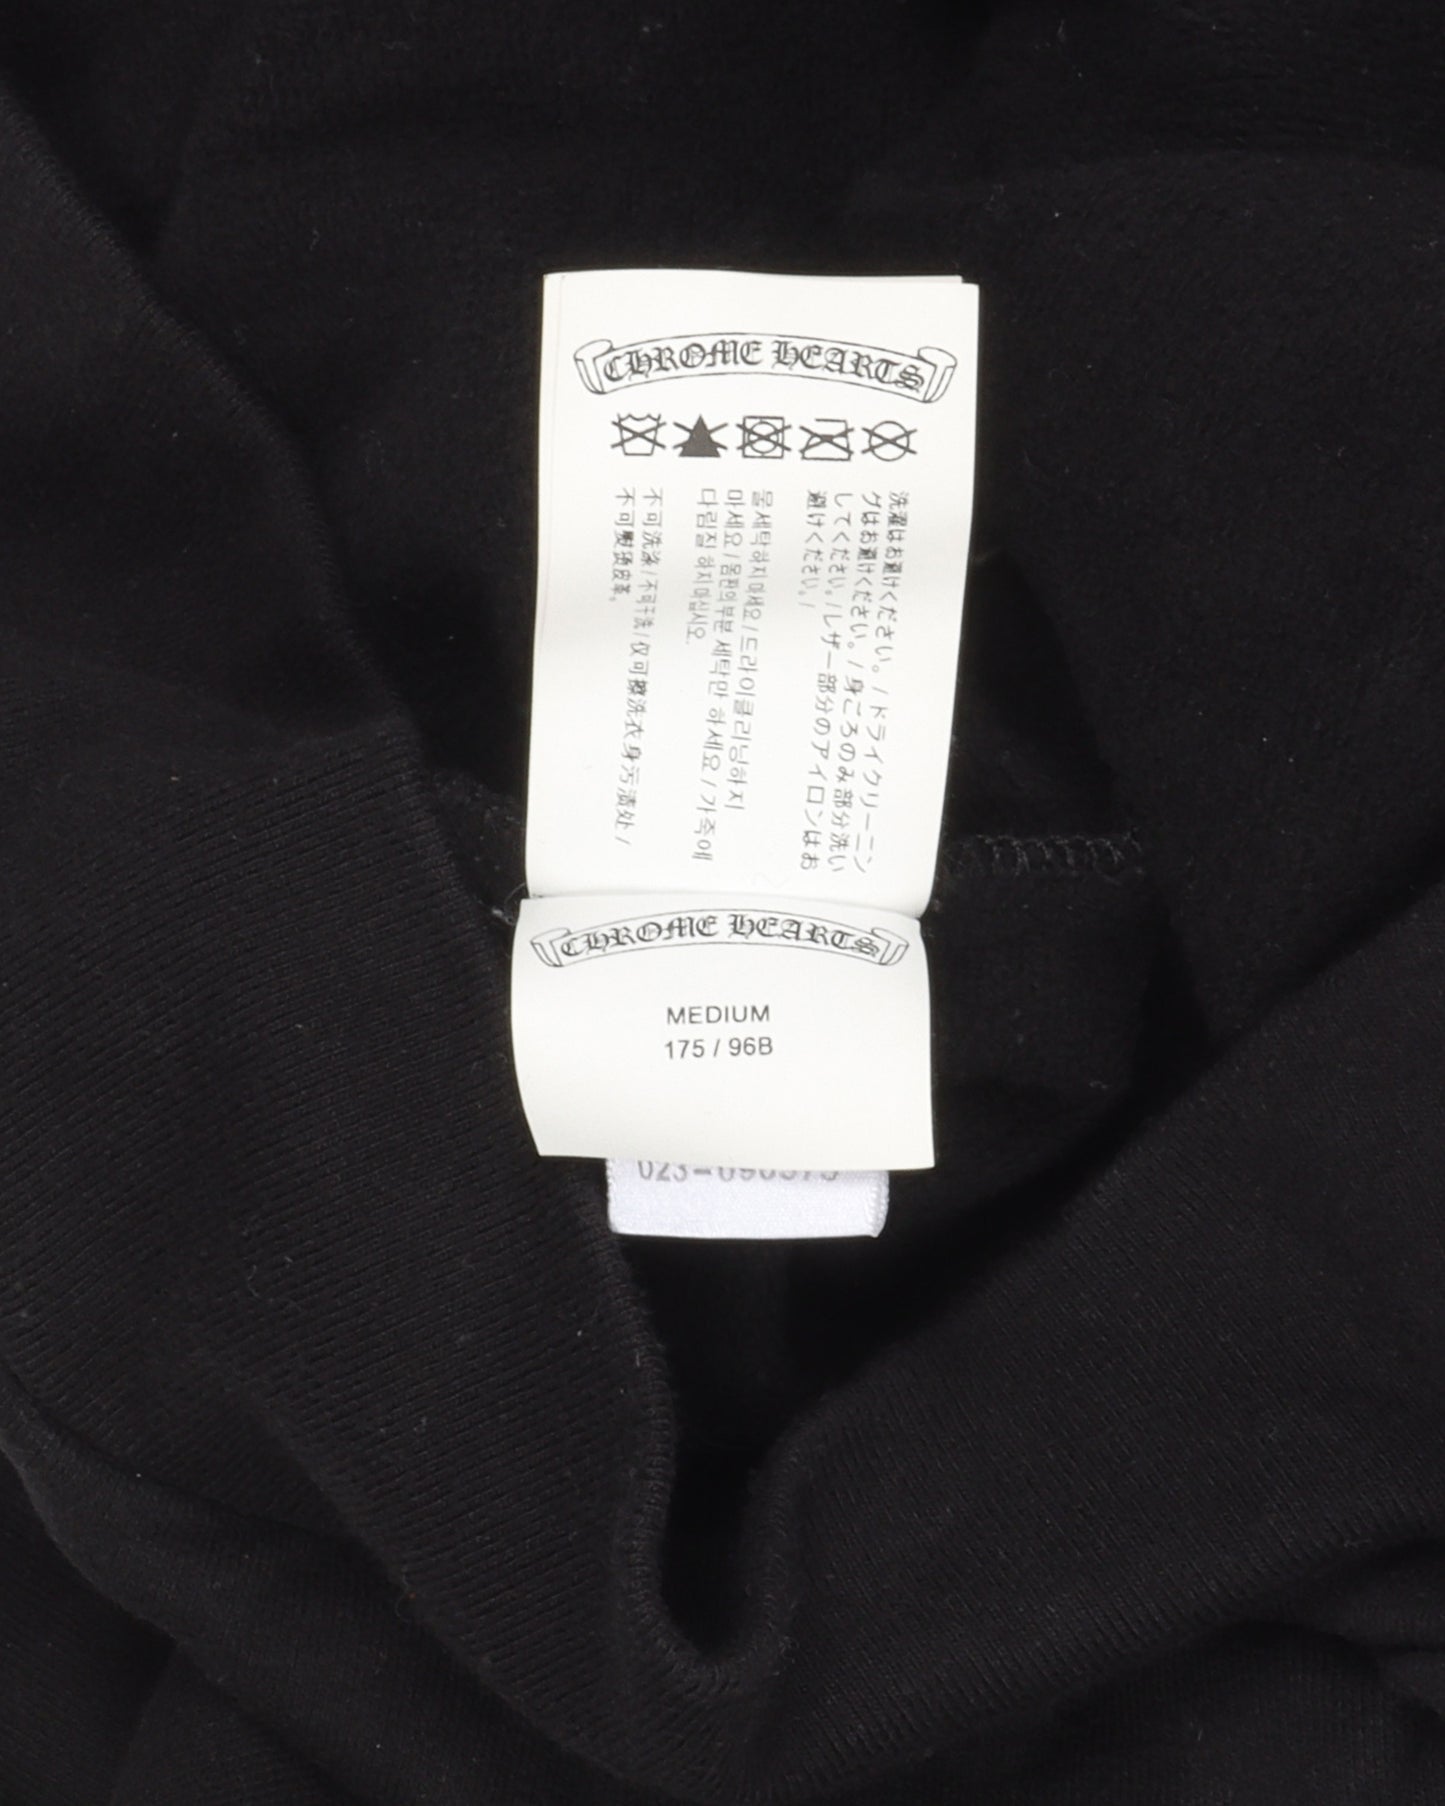 CHROME HEARTS
洗濯はお避けください。/ドライクリーニン
グはお避けください。/身ごろのみ部分洗い
してください。/レザー部分のアイロンはお
避けください。/
물세탁하지 마세요 / 드라이클리닝하지
마세요 / 몸판의 부분 세탁만 하세요 / 가죽에
다림질 하지 마십시오.
不可洗涤/不可干洗/仅可擦洗衣身污渍处/
不可熨烫皮革。
CHROME HEARTS
MEDIUM
175 / 96B